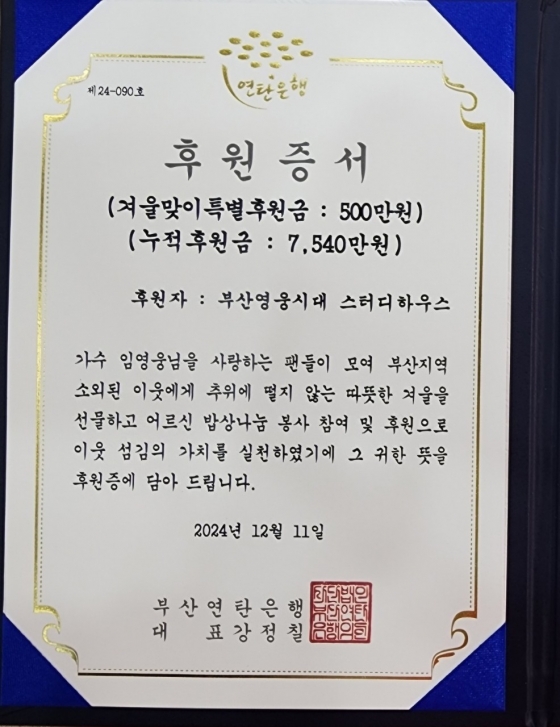 연탄은행
제24-090호
후원증서
(겨울맞이특별후원금 : 500만원)
(누적후원금 : 7,540만원)
후원자 : 부산영웅시대 스터디하우스
가수 임영웅님을 사랑하는 팬들이 모여 부산지역
소외된 이웃에게 추위에 떨지 않는 따뜻한 겨울을
선물하고 어르신 밥상나눔 봉사 참여 및 후원으로
이웃 섬김의 가치를 실천하였기에 그 귀한 뜻을
후원증에 담아 드립니다.
2024년 12월 11일
부산연탄은행
대 표강정칠